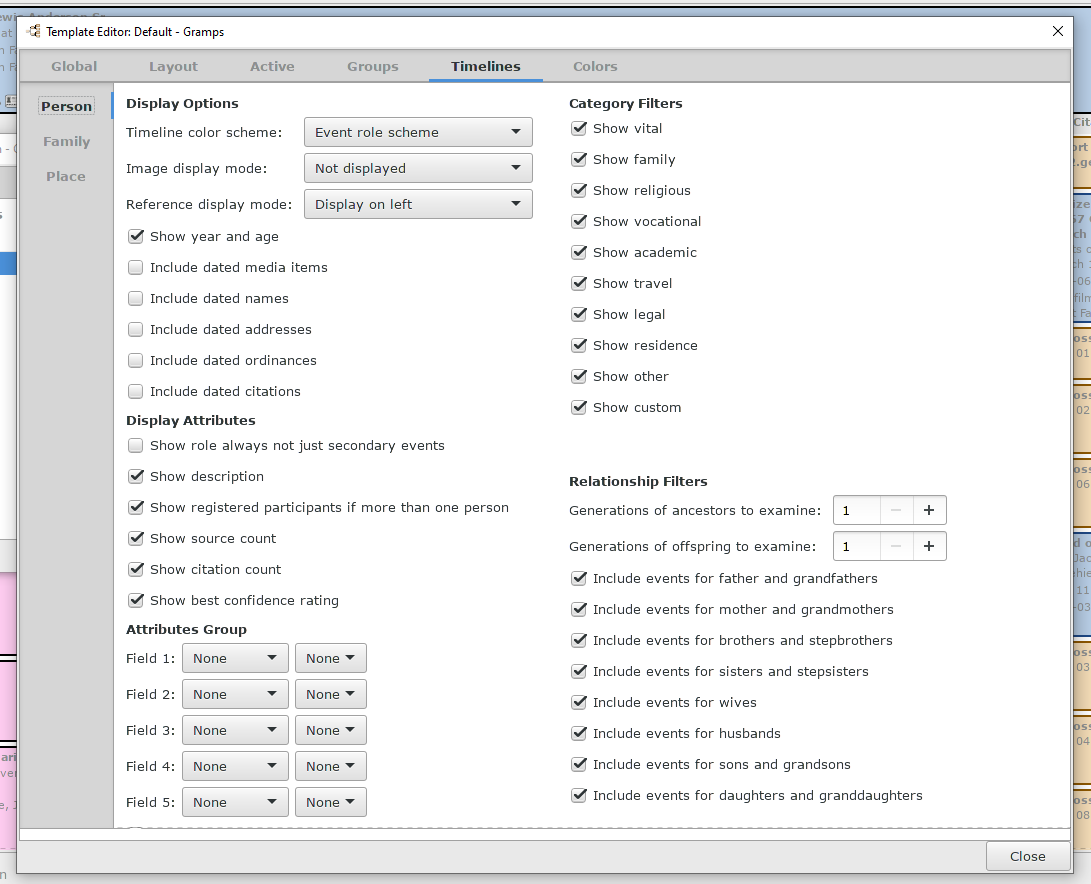 Template Editor: Default - Gramps
Global
Layout
Active
Groups
Timelines
Colors
Person
Family
Place
Display Options
Timeline color scheme: Event role scheme
Image display mode: Not displayed
Reference display mode: Display on left
Show year and age
Include dated media items
Include dated names
Include dated addresses
Include dated ordinances
Include dated citations
Display Attributes
Show role always not just secondary events
Show description
Show registered participants if more than one person
Show source count
Show citation count
Show best confidence rating
Attributes Group
Field 1: None None
Field 2: None None
Field 3: None None
Field 4: None None
Field 5: None None
Category Filters
Show vital
Show family
Show religious
Show vocational
Show academic
Show travel
Show legal
Show residence
Show other
Show custom
Relationship Filters
Generations of ancestors to examine: 1 − +
Generations of offspring to examine: 1 − +
Include events for father and grandfathers
Include events for mother and grandmothers
Include events for brothers and stepbrothers
Include events for sisters and stepsisters
Include events for wives
Include events for husbands
Include events for sons and grandsons
Include events for daughters and granddaughters
Close